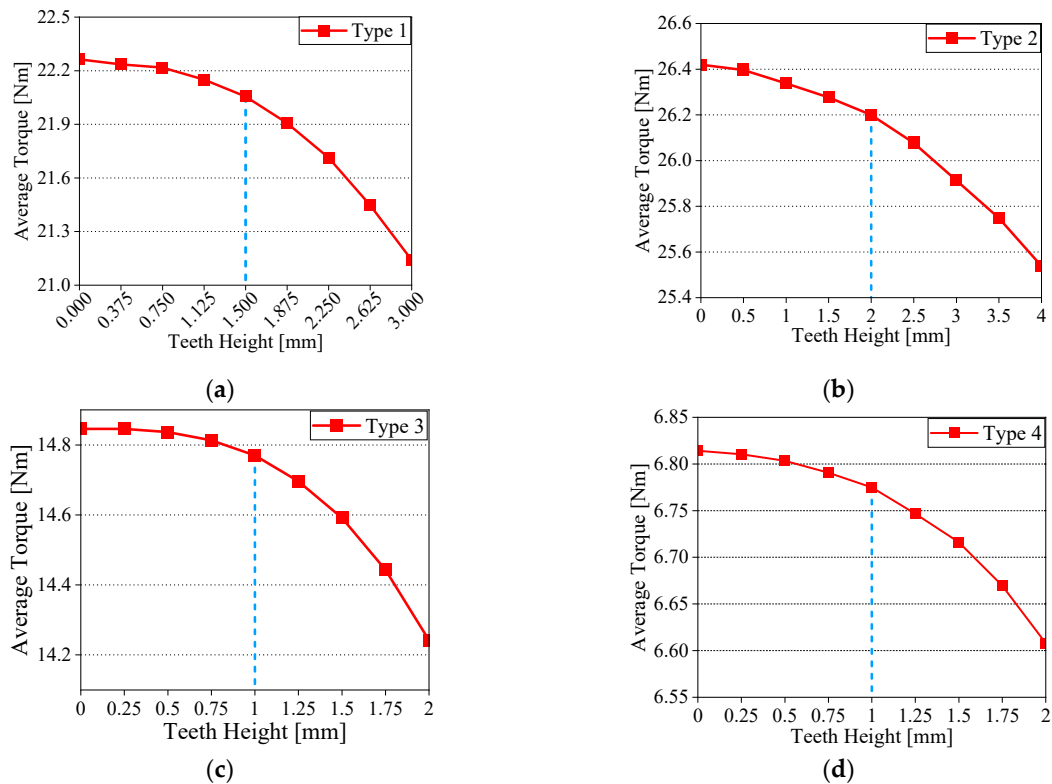 22.5
22.2
21.9
21.6
21.3
21.0
Average Torque [Nm]
Type 1
0.000
0.375
0.750
1.125
1.500
1.875
2.250
2.625
3.000
Teeth Height [mm]
(a)
26.6
26.4
26.2
26.0
25.8
25.6
25.4
Average Torque [Nm]
Type 2
0 0.5 1 1.5 2 2.5 3 3.5 4
Teeth Height [mm]
(b)
14.8
14.6
14.4
14.2
Average Torque [Nm]
Type 3
0 0.25 0.5 0.75 1 1.25 1.5 1.75 2
Teeth Height [mm]
(c)
6.85
6.80
6.75
6.70
6.65
6.60
6.55
Average Torque [Nm]
Type 4
0 0.25 0.5 0.75 1 1.25 1.5 1.75 2
Teeth Height [mm]
(d)